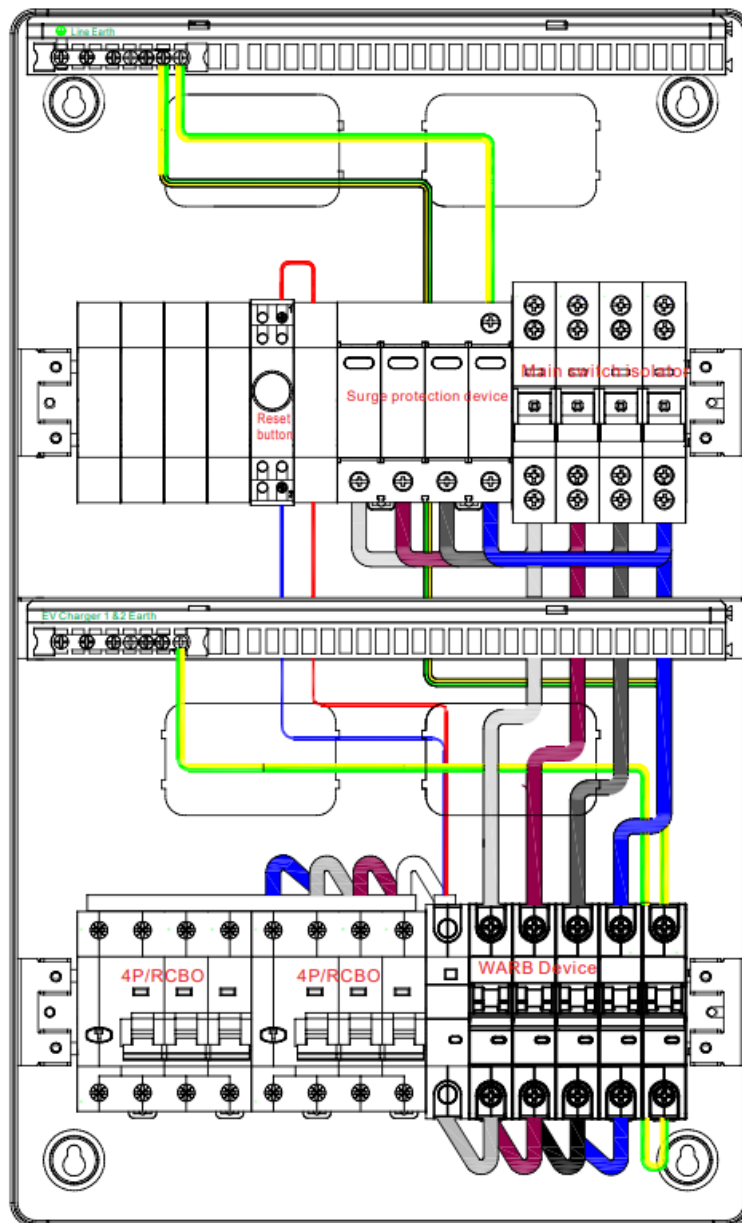 Line Earth
Main switch isolator
Surge protection device
Reset
button
EV Charger 1 &2 Earth
4P/RCBO
4P/RCBO
WARB Device